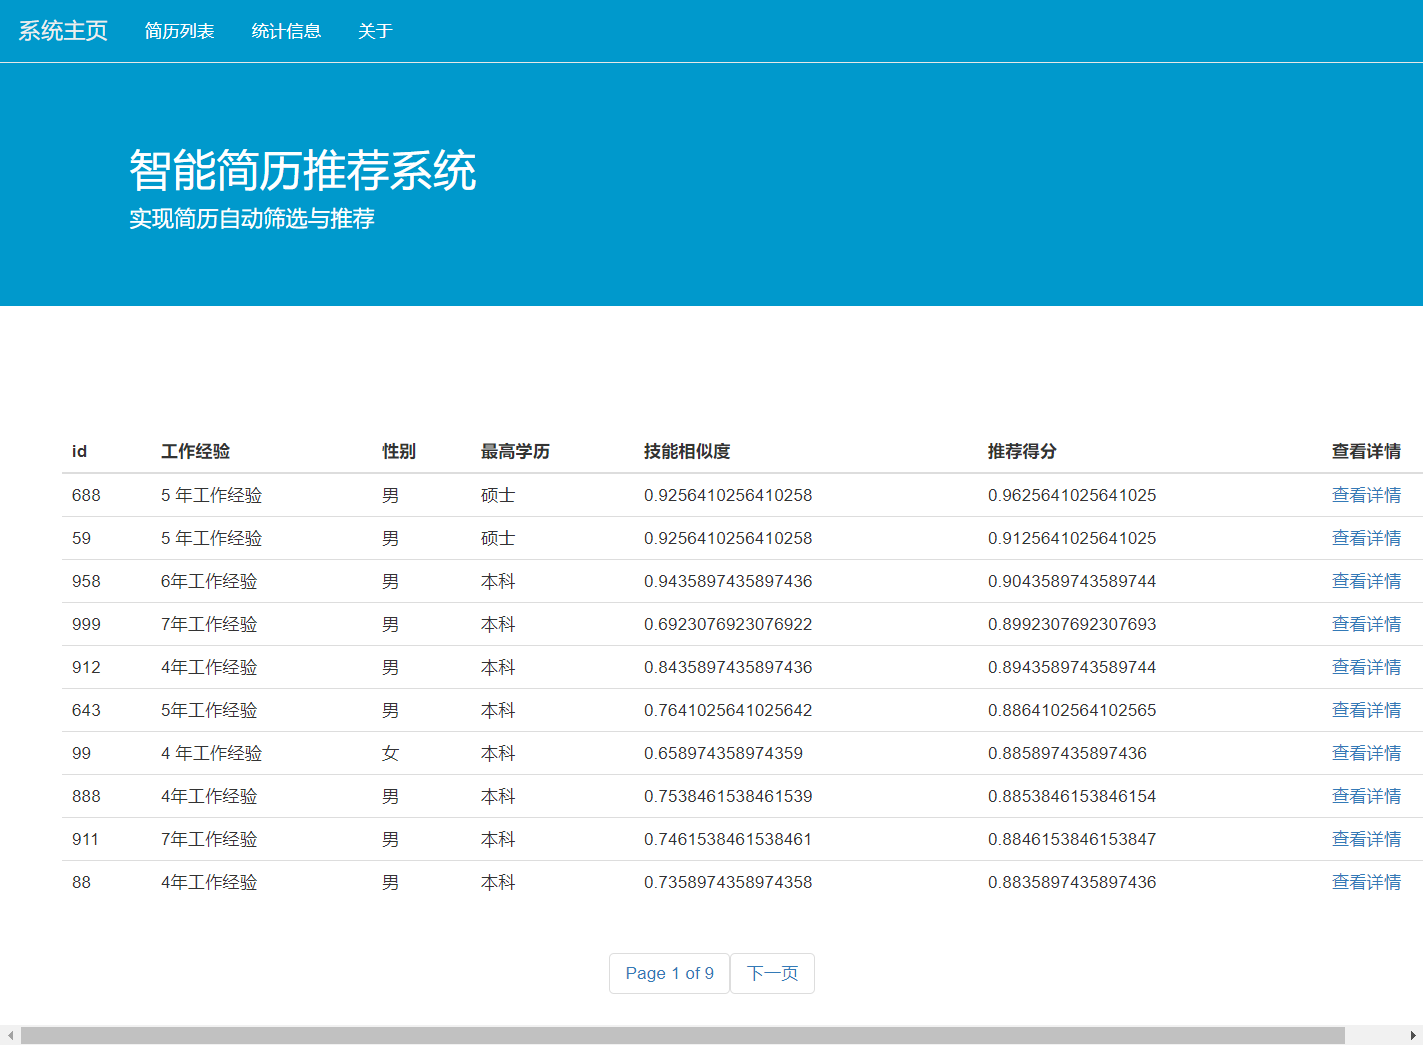 系统主页 简历列表 统计信息 关于
智能简历推荐系统
实现简历自动筛选与推荐
id 工作经验 性别 最高学历 技能相似度 推荐得分 查看详情
688 5 年工作经验 男 硕士 0.9256410256410258 0.9625641025641025 查看详情
59 5 年工作经验 男 硕士 0.9256410256410258 0.9125641025641025 查看详情
958 6年工作经验 男 本科 0.9435897435897436 0.9043589743589744 查看详情
999 7年工作经验 男 本科 0.6923076923076922 0.8992307692307693 查看详情
912 4年工作经验 男 本科 0.8435897435897436 0.8943589743589744 查看详情
643 5年工作经验 男 本科 0.7641025641025642 0.8864102564102565 查看详情
99 4 年工作经验 女 本科 0.658974358974359 0.885897435897436 查看详情
888 4年工作经验 男 本科 0.7538461538461539 0.8853846153846154 查看详情
911 7年工作经验 男 本科 0.7461538461538461 0.8846153846153847 查看详情
88 4年工作经验 男 本科 0.7358974358974358 0.8835897435897436 查看详情
Page 1 of 9 下一页